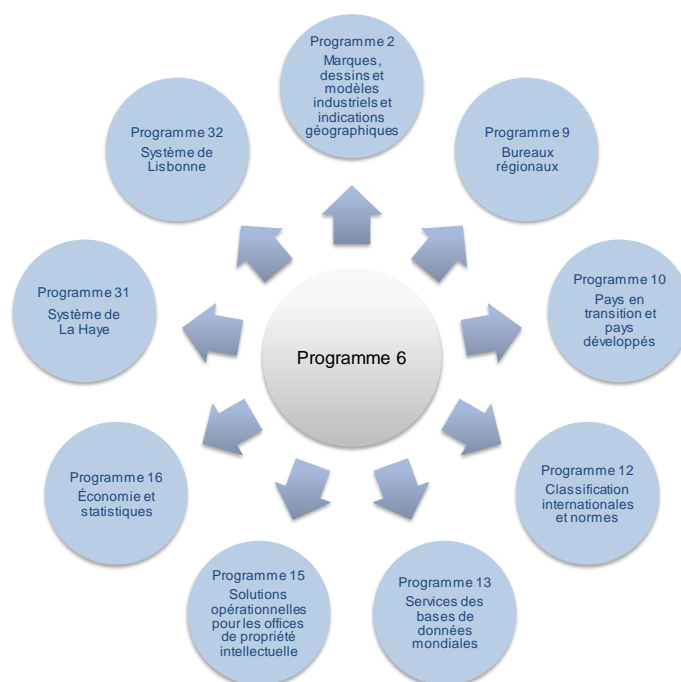 Programme 2
Marques,
dessins et
modèles
industriels et
indications
géographiques
Programme 9
Bureaux
régionaux
Programme 10
Pays en
transition et
pays
développés
Programme 12
Classification
internationales
et normes
Programme 13
Services des
bases de
données
mondiales
Programme 15
Solutions
opérationnelles
pour les offices
de propriété
intellectuelle
Programme 16
Économie et
statistiques
Programme 31
Système de
La Haye
Programme 32
Système de
Lisbonne
Programme 6